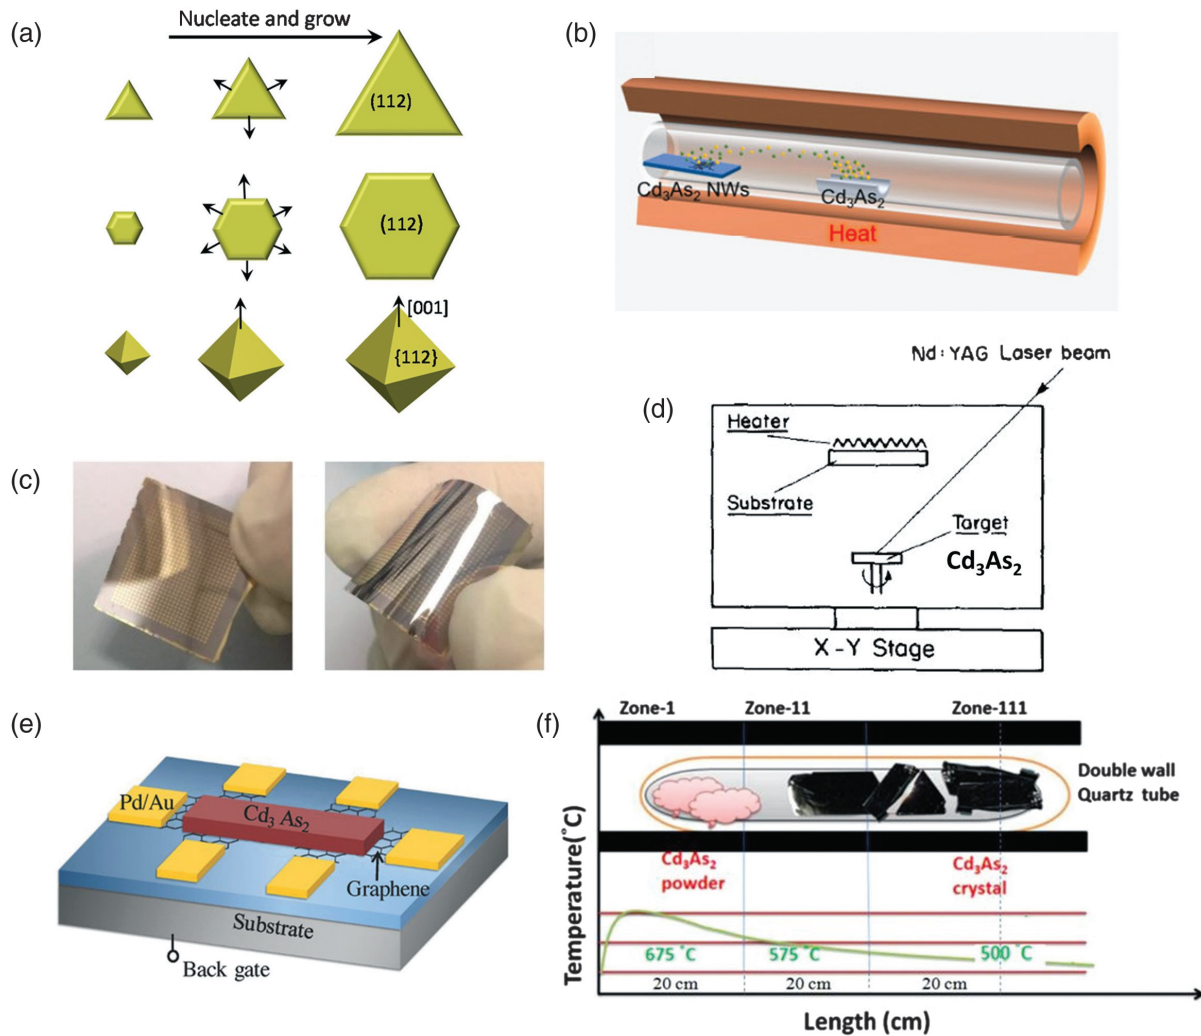 (a)
Nucleate and grow
(112)
(112)
[001]
{112}
(b)
Cd₃As₂ NWs
Cd₃As₂
Heat
(c)
(d)
Nd:YAG Laser beam
Heater
Substrate
Target
Cd₃As₂
X-Y Stage
(e)
Pd/Au
Cd₃ As₂
Graphene
Substrate
Back gate
(f)
Zone-1
Zone-11
Zone-111
Double wall
Quartz tube
Cd₃As₂
powder
Cd₃As₂
crystal
Temperature(˚C)
675 ˚C
575 ˚C
500 ˚C
20 cm
20 cm
20 cm
Length (cm)